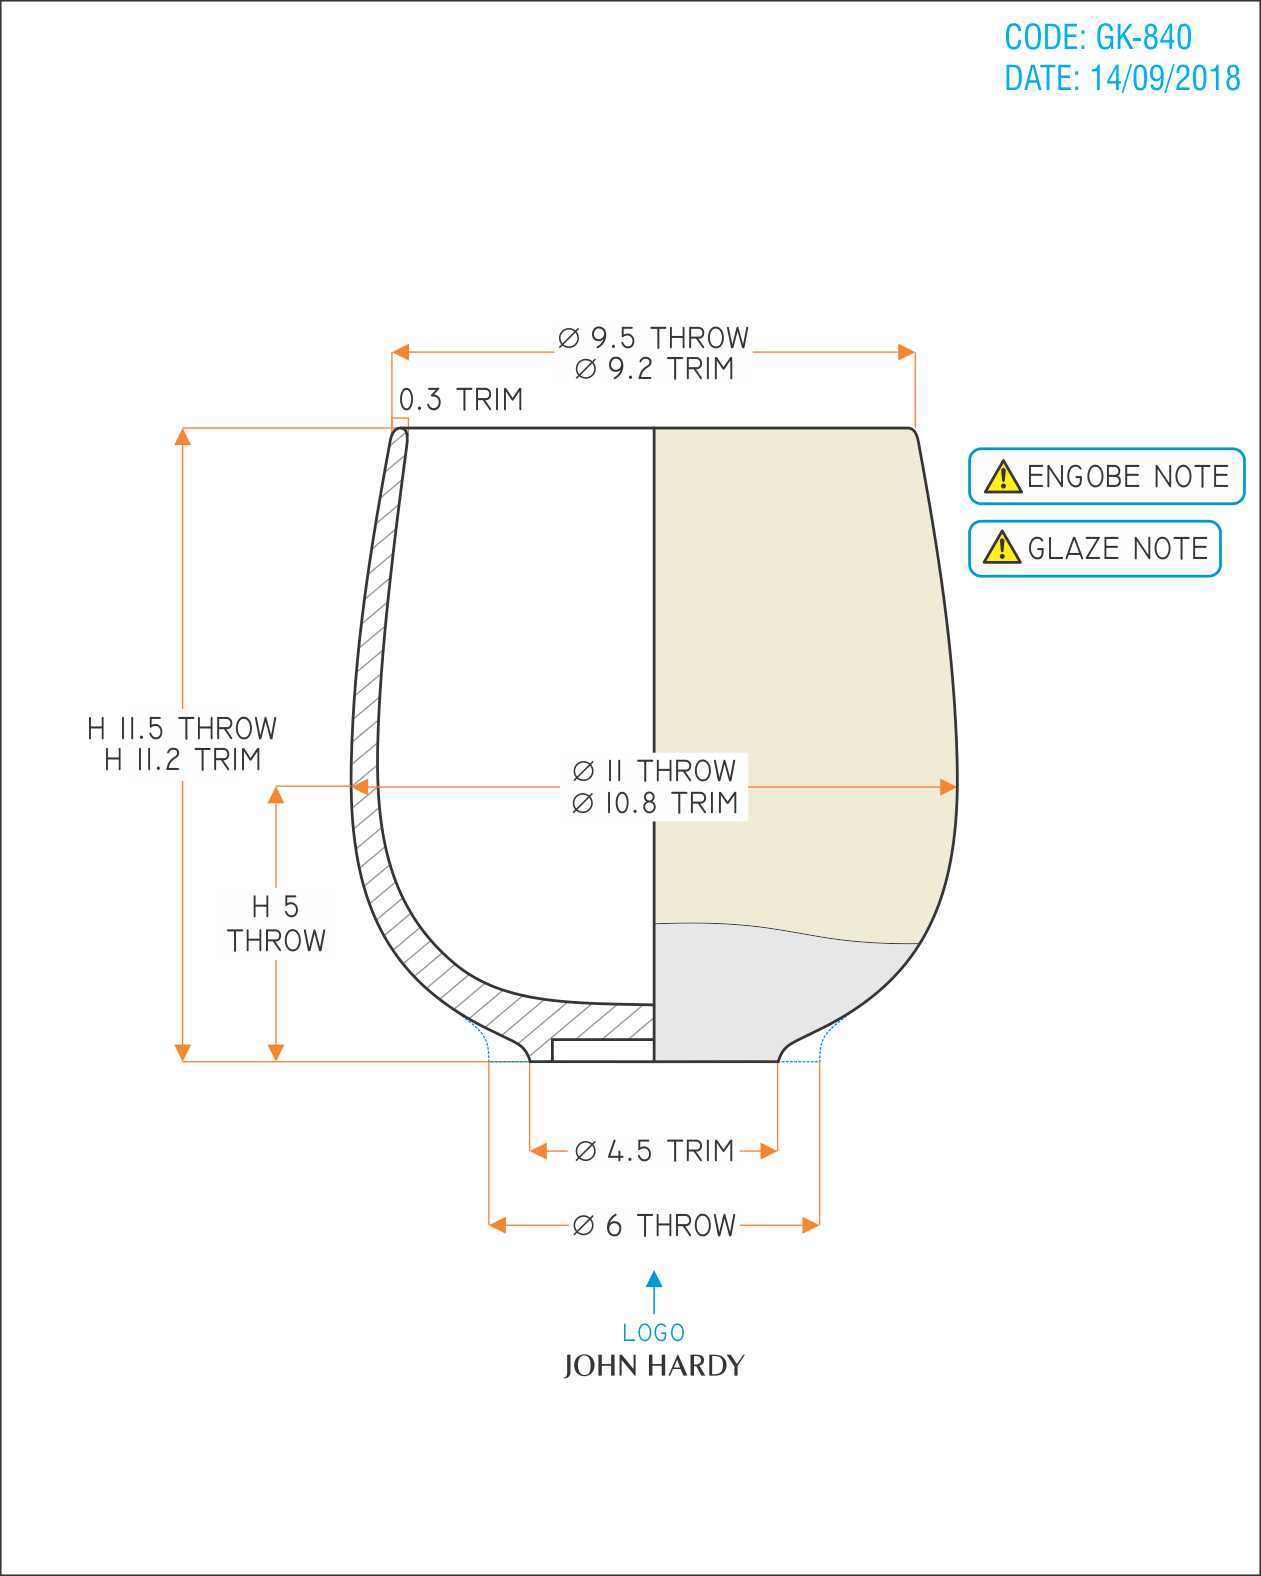 CODE: GK-840
DATE: 14/09/2018
Ø 9.5 THROW
Ø 9.2 TRIM
0.3 TRIM
ENGOBE NOTE
GLAZE NOTE
H 11.5 THROW
H 11.2 TRIM
Ø 11 THROW
Ø 10.8 TRIM
H 5
THROW
Ø 4.5 TRIM
Ø 6 THROW
LOGO
JOHN HARDY